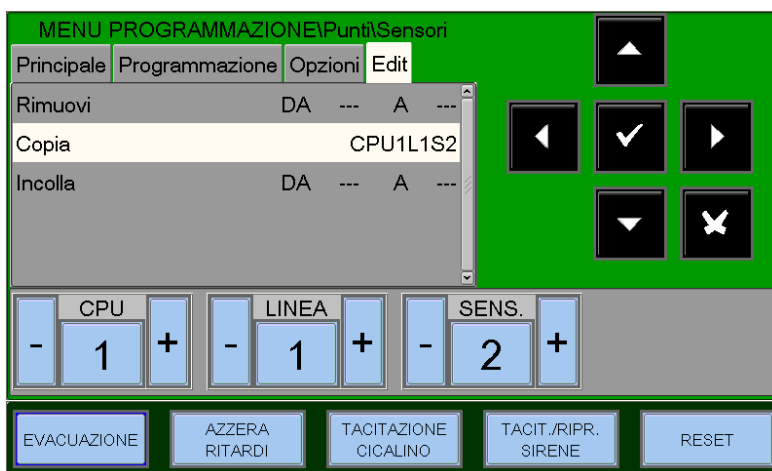 MENU PROGRAMMAZIONE\Punti\Sensori
Principale Programmazione Opzioni Edit
Rimuovi DA --- A ---
Copia CPU1L1S2
Incolla DA --- A ---
CPU LINEA SENS.
- 1 + - 1 + - 2 +
EVACUAZIONE
AZZERA
RITARDI
TACITAZIONE
CICALINO
TACIT./RIPR.
SIRENE
RESET